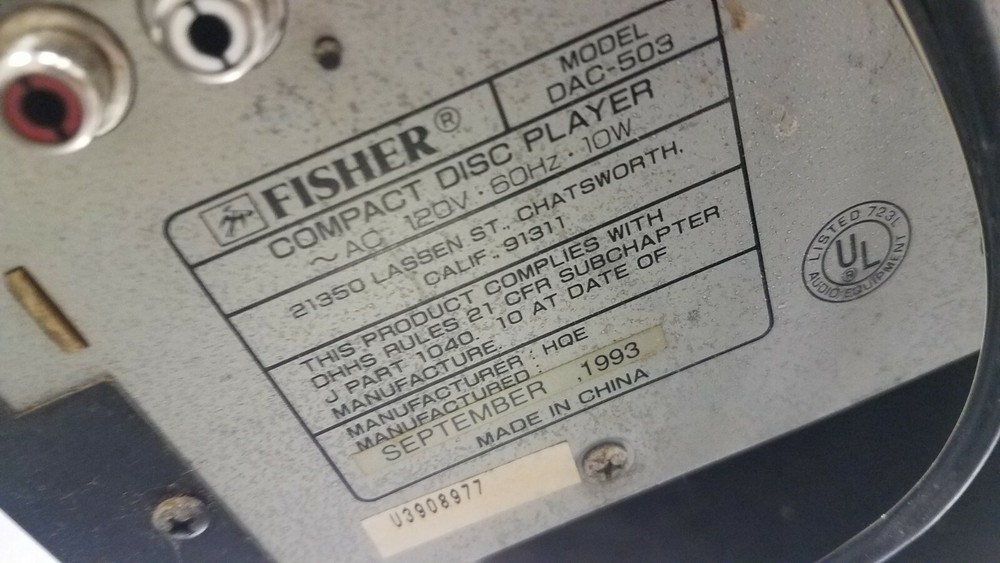 FISHER®
MODEL
DAC-503
COMPACT DISC PLAYER
~ AC 120V · 60Hz · 10W
21350 LASSEN ST., CHATSWORTH,
CALIF., 91311
THIS PRODUCT COMPLIES WITH
DHHS RULES 21 CFR SUBCHAPTER
J PART 1040. 10 AT DATE OF
MANUFACTURE.
MANUFACTURER : HQE
MANUFACTURED :
SEPTEMBER ,1993
MADE IN CHINA
U3908977
LISTED 723L
UL
®
AUDIO EQUIPMENT